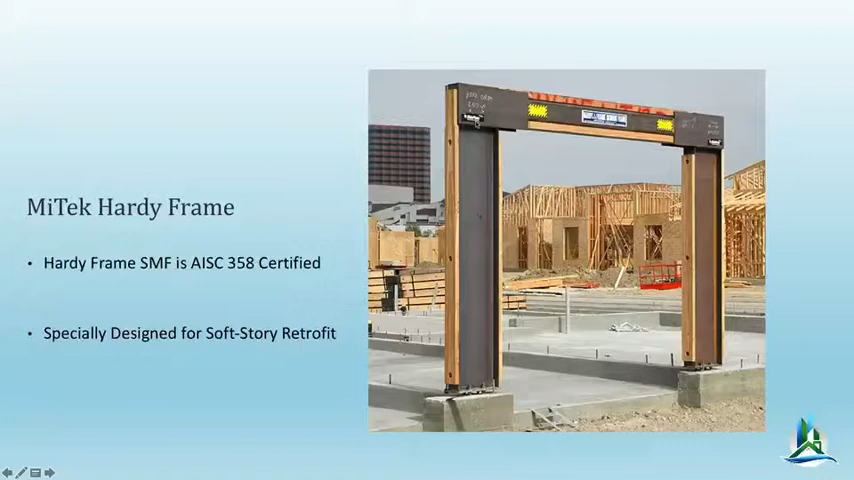 MiTek Hardy Frame
• Hardy Frame SMF is AISC 358 Certified
• Specially Designed for Soft-Story Retrofit